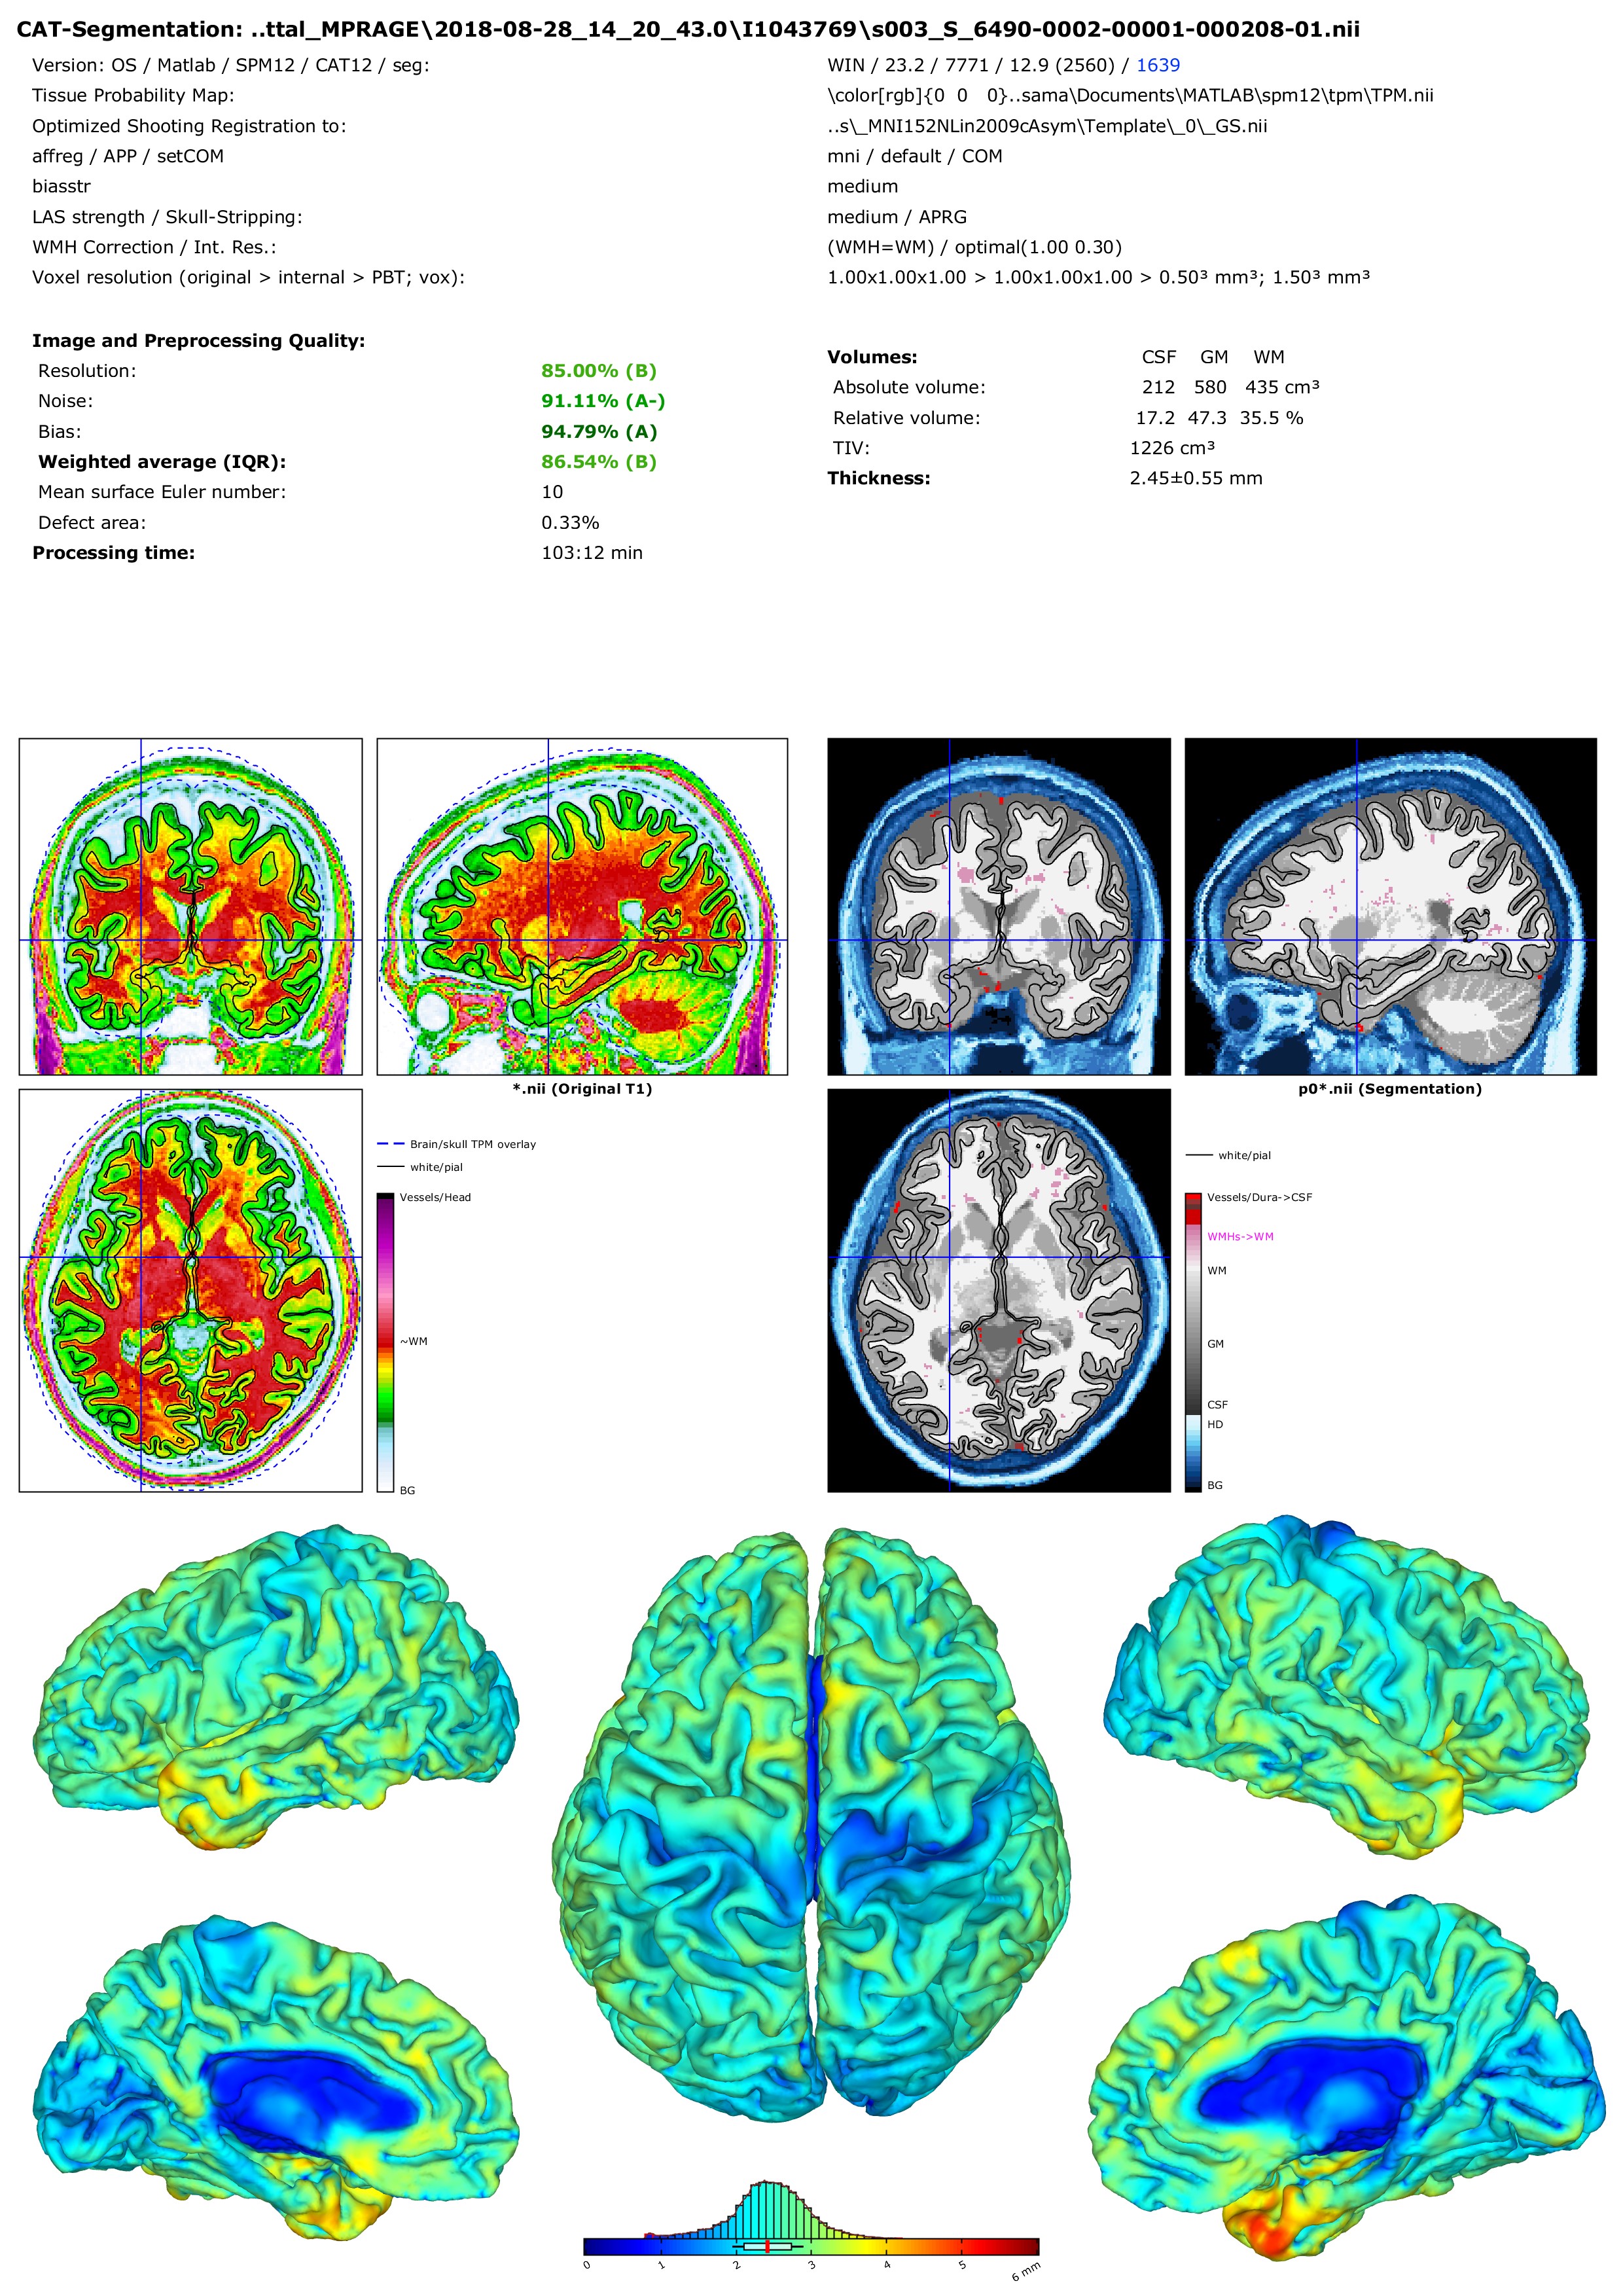 CAT-Segmentation: ..ttal_MPRAGE\2018-08-28_14_20_43.0\I1043769\s003_S_6490-0002-00001-000208-01.nii
Version: OS / Matlab / SPM12 / CAT12 / seg: WIN / 23.2 / 7771 / 12.9 (2560) / 1639
Tissue Probability Map: \color[rgb]{0 0 0}..sama\Documents\MATLAB\spm12\tpm\TPM.nii
Optimized Shooting Registration to: ..s\_MNI152NLin2009cAsym\Template\_0\_GS.nii
affreg / APP / setCOM mni / default / COM
biasstr medium
LAS strength / Skull-Stripping: medium / APRG
WMH Correction / Int. Res.: (WMH=WM) / optimal(1.00 0.30)
Voxel resolution (original > internal > PBT; vox): 1.00x1.00x1.00 > 1.00x1.00x1.00 > 0.50³ mm³; 1.50³ mm³
Image and Preprocessing Quality:
Resolution: 85.00% (B)
Noise: 91.11% (A-)
Bias: 94.79% (A)
Weighted average (IQR): 86.54% (B)
Mean surface Euler number: 10
Defect area: 0.33%
Processing time: 103:12 min
Volumes: CSF GM WM
Absolute volume: 212 580 435 cm³
Relative volume: 17.2 47.3 35.5 %
TIV: 1226 cm³
Thickness: 2.45±0.55 mm
*.nii (Original T1)
Brain/skull TPM overlay
white/pial
Vessels/Head
~WM
BG
p0*.nii (Segmentation)
white/pial
Vessels/Dura->CSF
WMHs->WM
WM
GM
CSF
HD
BG
0 1 2 3 4 5 6 mm